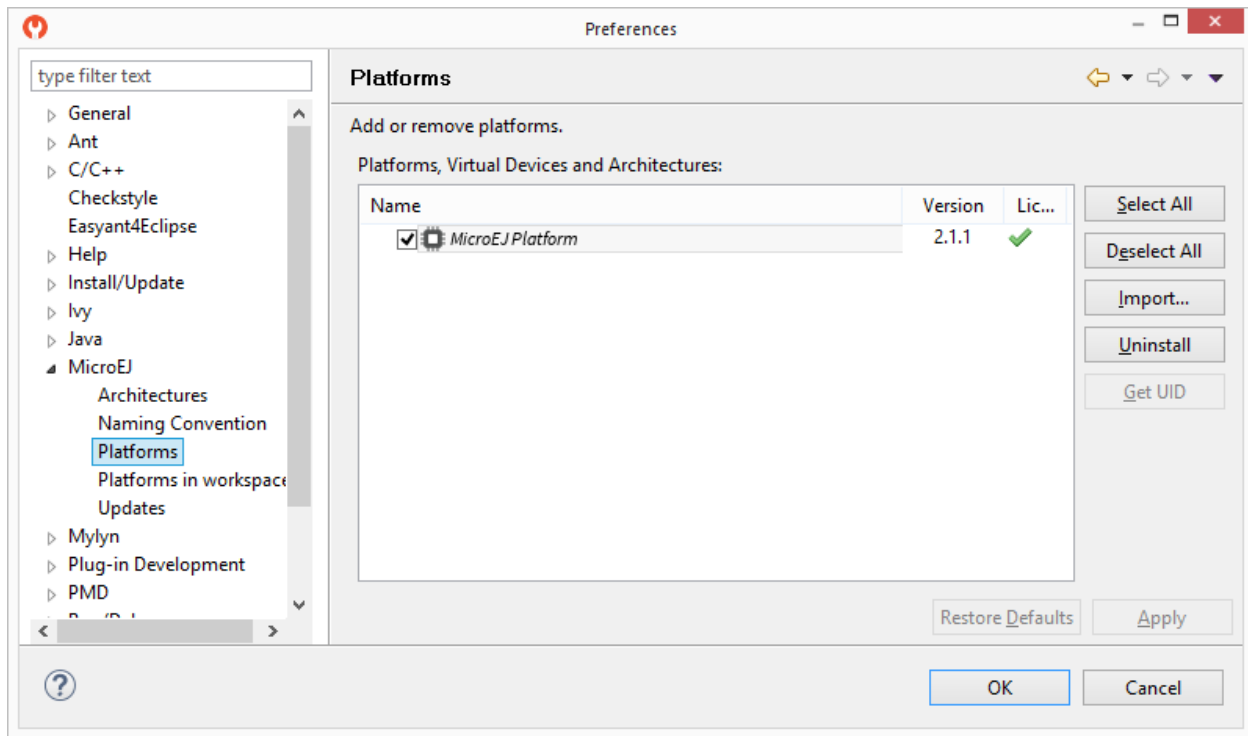 Preferences
type filter text
General
Ant
C/C++
Checkstyle
Easyant4Eclipse
Help
Install/Update
Ivy
Java
MicroEJ
Architectures
Naming Convention
Platforms
Platforms in workspace
Updates
Mylyn
Plug-in Development
PMD
Platforms
Add or remove platforms.
Platforms, Virtual Devices and Architectures:
Name Version Lic...
MicroEJ Platform 2.1.1
Select All
Deselect All
Import...
Uninstall
Get UID
Restore Defaults Apply
OK Cancel